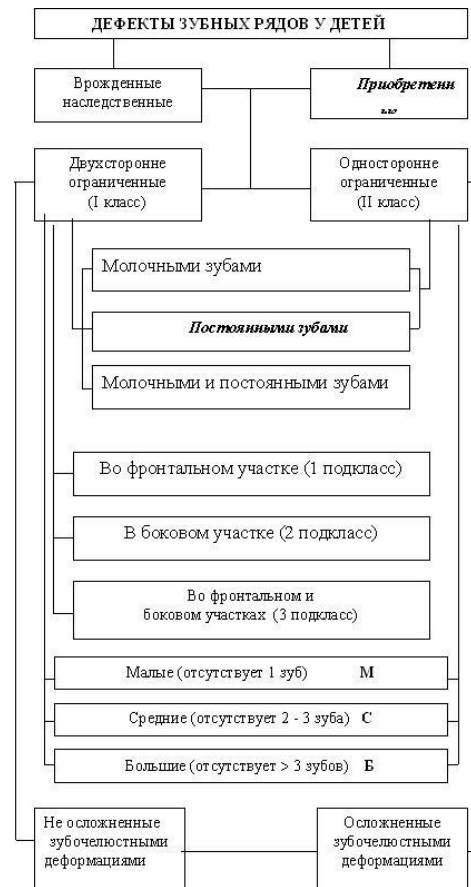 ДЕФЕКТЫ ЗУБНЫХ РЯДОВ У ДЕТЕЙ
Врожденные
наследственные
Приобретенн
ые
Двухсторонне
ограниченные
(I класс)
Односторонне
ограниченные
(II класс)
Молочными зубами
Постоянными зубами
Молочными и постоянными зубами
Во фронтальном участке (1 подкласс)
В боковом участке (2 подкласс)
Во фронтальном и
боковом участках (3 подкласс)
Малые (отсутствует 1 зуб) М
Средние (отсутствует 2 - 3 зуба) С
Большие (отсутствует > 3 зубов) Б
Не осложненные
зубочелюстными
деформациями
Осложненные
зубочелюстными
деформациями